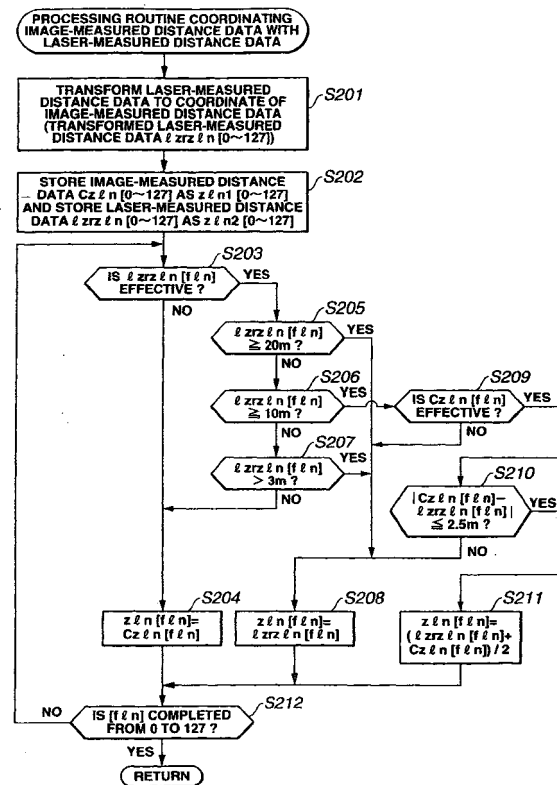 PROCESSING ROUTINE COORDINATING
IMAGE-MEASURED DISTANCE DATA WITH
LASER-MEASURED DISTANCE DATA
S201
TRANSFORM LASER-MEASURED
DISTANCE DATA TO COORDINATE OF
IMAGE-MEASURED DISTANCE DATA
(TRANSFORMED LASER-MEASURED
DISTANCE DATA ℓ zrz ℓ n [0~127])
S202
STORE IMAGE-MEASURED DISTANCE
DATA Cz ℓ n [0~127] AS z ℓ n1 [0~127]
AND STORE LASER-MEASURED DISTANCE
DATA ℓ zrz ℓ n [0~127] AS z ℓ n2 [0~127]
S203
IS ℓ zrz ℓ n [f ℓ n]
EFFECTIVE ?
YES
NO
S205
ℓ zrz ℓ n [f ℓ n]
≧ 20m ?
YES
NO
S206
ℓ zrz ℓ n [f ℓ n]
≦ 10m ?
YES
NO
S209
IS Cz ℓ n [f ℓ n]
EFFECTIVE ?
YES
NO
S207
ℓ zrz ℓ n [f ℓ n]
> 3m ?
YES
NO
S210
| Cz ℓ n [f ℓ n]−
ℓ zrz ℓ n [f ℓ n] |
≦ 2.5m ?
YES
NO
S204
z ℓ n [f ℓ n]=
Cz ℓ n [f ℓ n]
S208
z ℓ n [f ℓ n]=
ℓ zrz ℓ n [f ℓ n]
S211
z ℓ n [f ℓ n]=
(ℓ zrz ℓ n [f ℓ n]+
Cz ℓ n [f ℓ n]) / 2
S212
IS [f ℓ n] COMPLETED
FROM 0 TO 127 ?
NO
YES
RETURN